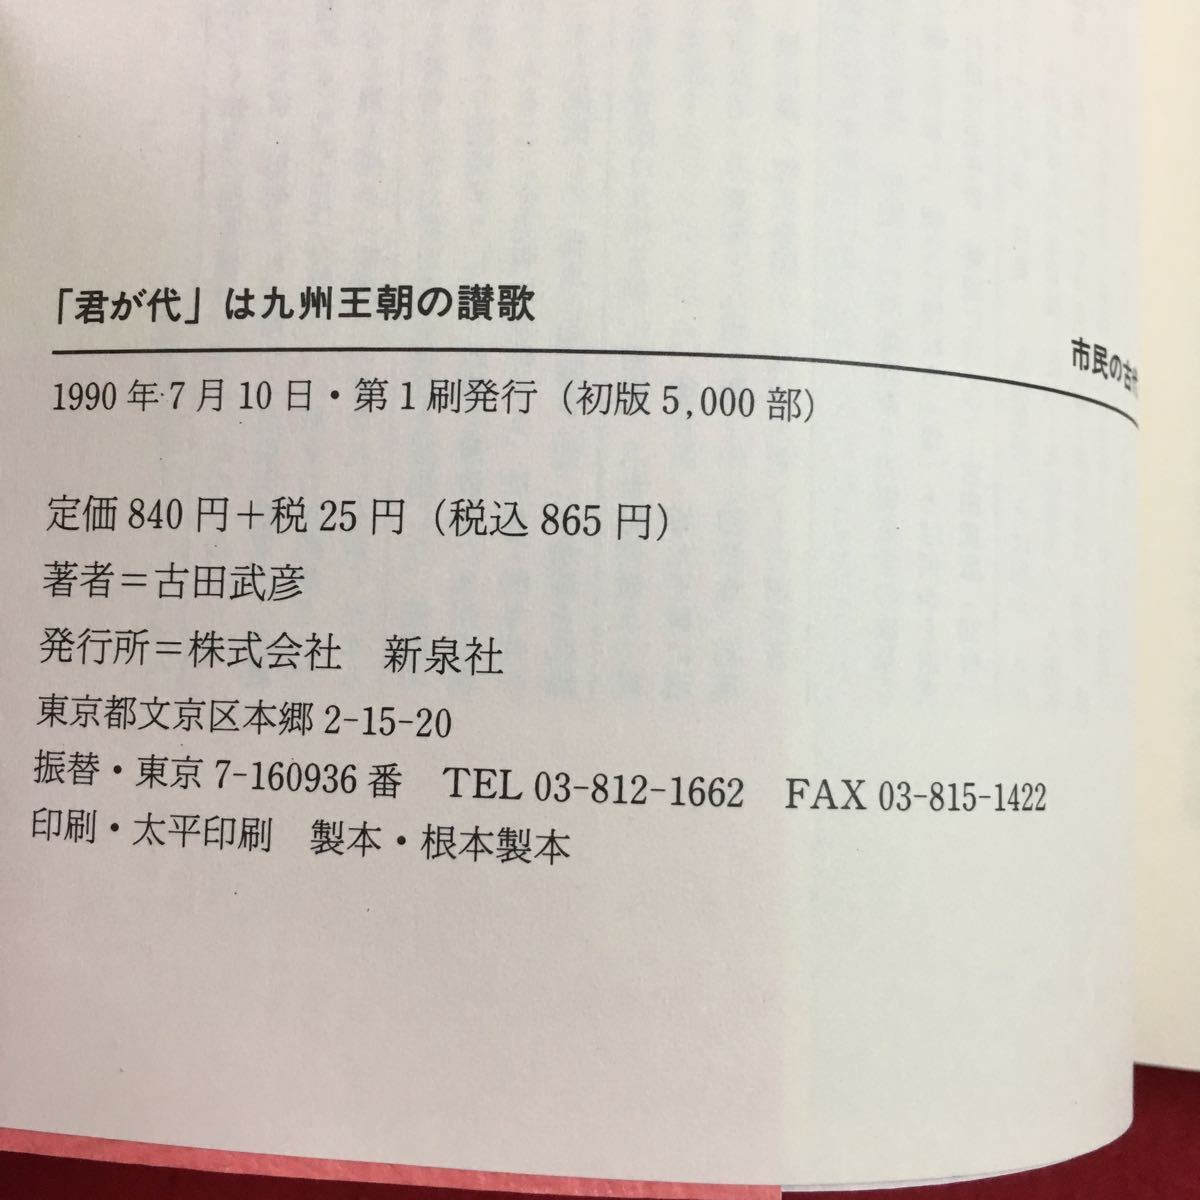 「君が代」は九州王朝の讃歌
市民の古代
1990年・7月10日・第1刷発行（初版5,000部）
定価840円＋税25円（税込865円）
著者＝古田武彦
発行所＝株式会社　新泉社
東京都文京区本郷2-15-20
振替・東京7-160936番　TEL 03-812-1662　FAX 03-815-1422
印刷・太平印刷　製本・根本製本